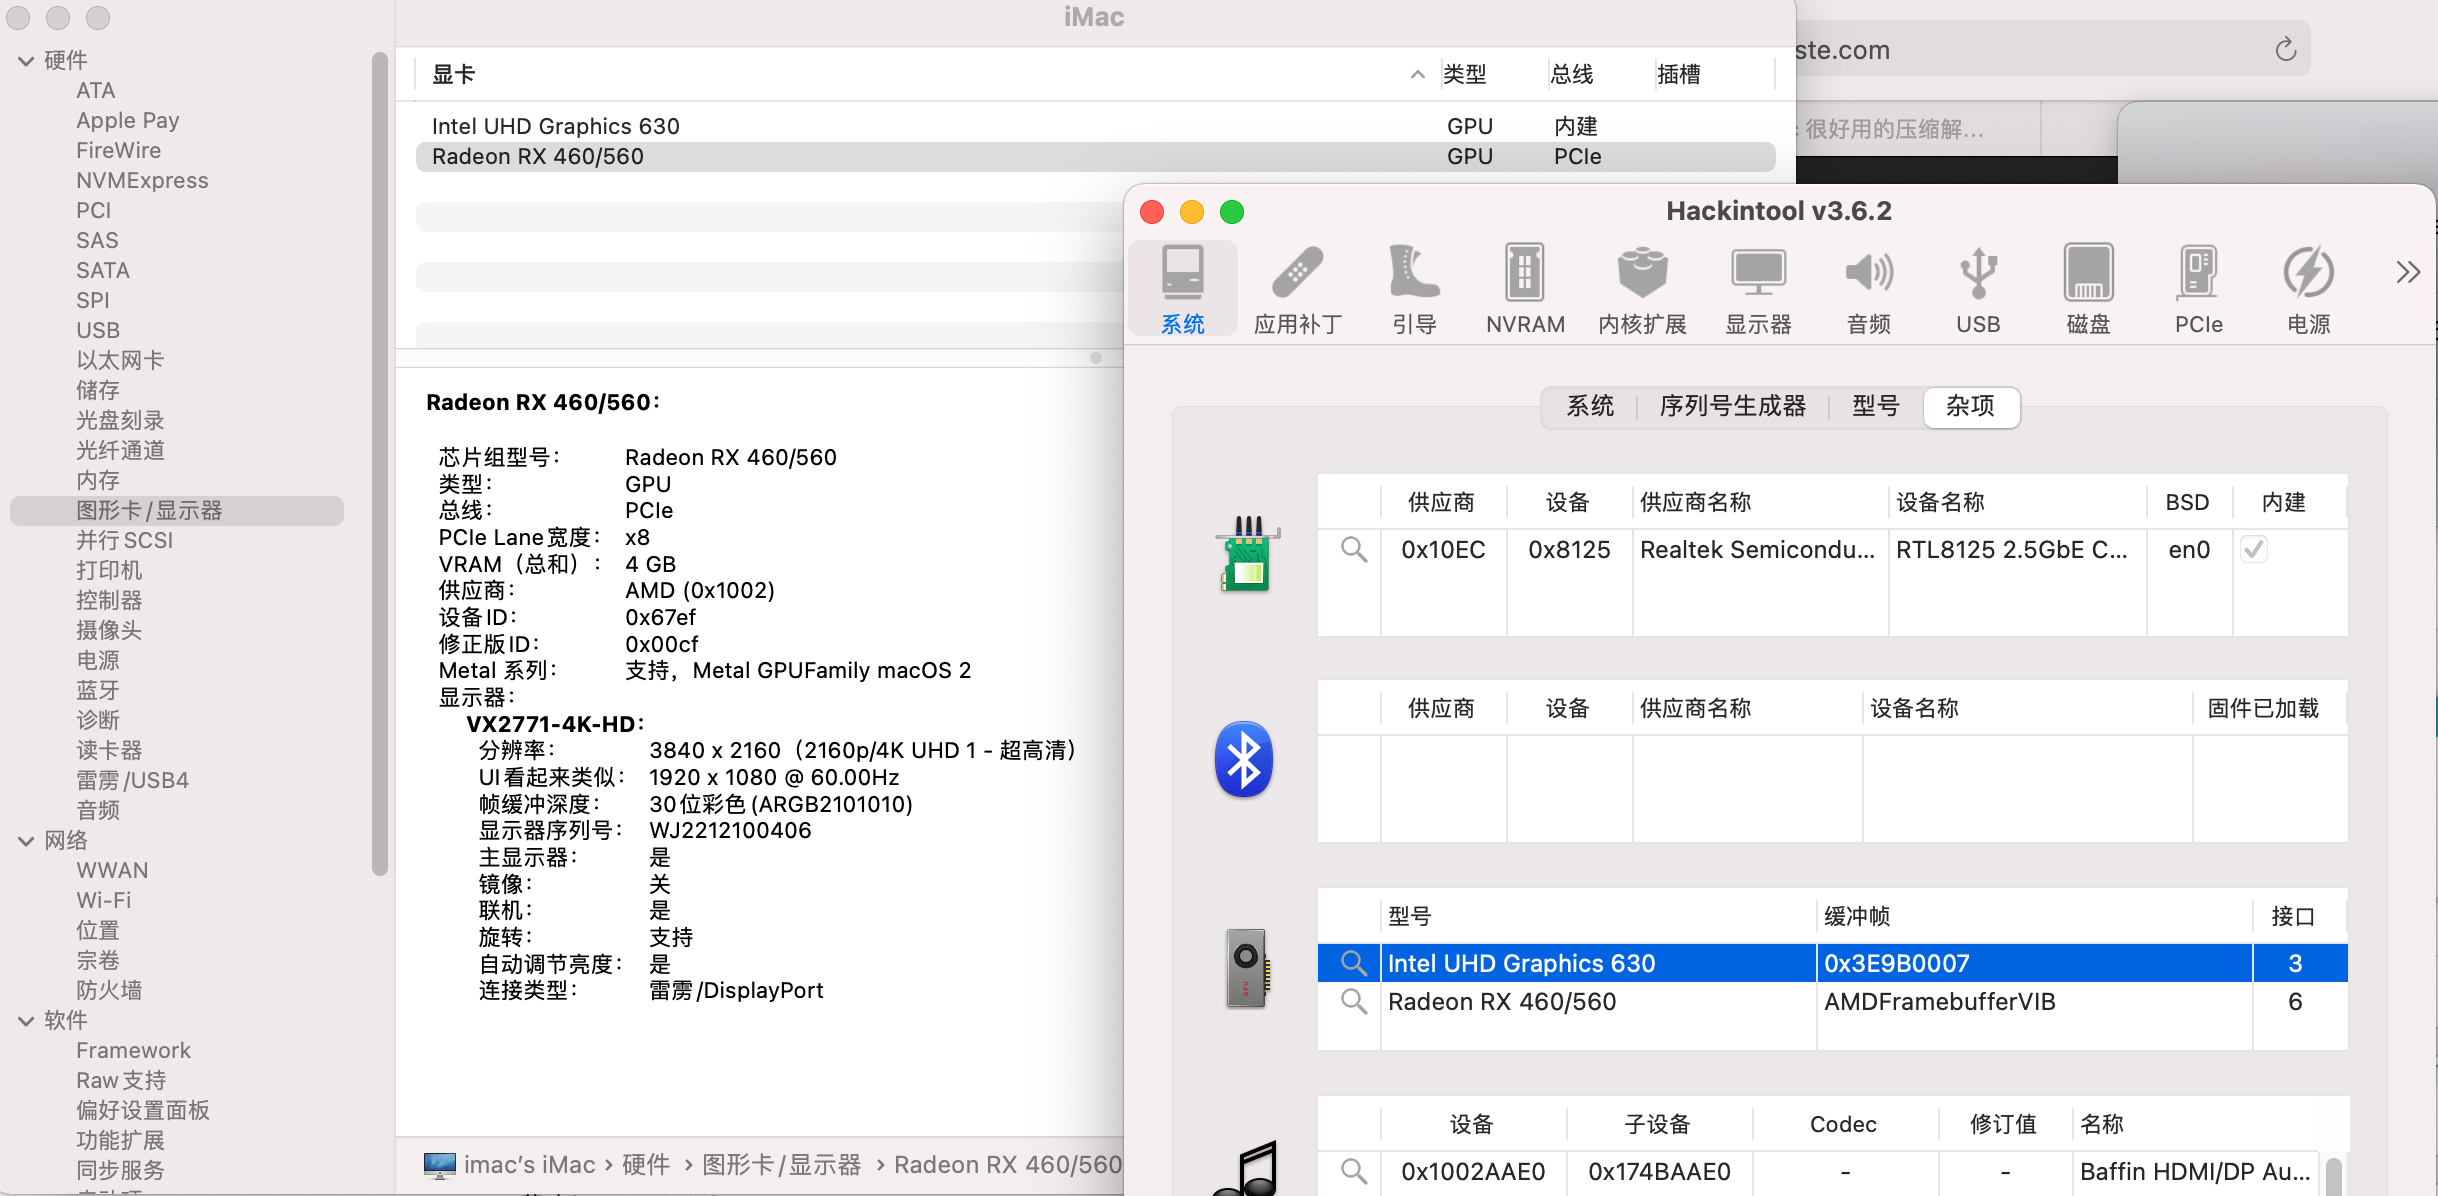 iMac
硬件
ATA
Apple Pay
FireWire
NVMExpress
PCI
SAS
SATA
SPI
USB
以太网卡
储存
光盘刻录
光纤通道
内存
图形卡/显示器
并行SCSI
打印机
控制器
摄像头
电源
蓝牙
诊断
读卡器
雷雳/USB4
音频
网络
WWAN
Wi-Fi
位置
宗卷
防火墙
软件
Framework
Raw支持
偏好设置面板
功能扩展
同步服务
显卡 类型 总线 插槽
Intel UHD Graphics 630 GPU 内建
Radeon RX 460/560 GPU PCIe
Radeon RX 460/560：
芯片组型号： Radeon RX 460/560
类型： GPU
总线： PCIe
PCIe Lane宽度： x8
VRAM（总和）： 4 GB
供应商： AMD (0x1002)
设备ID： 0x67ef
修正版ID： 0x00cf
Metal 系列： 支持，Metal GPUFamily macOS 2
显示器：
VX2771-4K-HD：
分辨率： 3840 x 2160（2160p/4K UHD 1 - 超高清）
UI看起来类似： 1920 x 1080 @ 60.00Hz
帧缓冲深度： 30位彩色(ARGB2101010)
显示器序列号： WJ2212100406
主显示器： 是
镜像： 关
联机： 是
旋转： 支持
自动调节亮度： 是
连接类型： 雷雳/DisplayPort
imac's iMac › 硬件 › 图形卡/显示器 › Radeon RX 460/560
ste.com
很好用的压缩解…
Hackintool v3.6.2
系统 应用补丁 引导 NVRAM 内核扩展 显示器 音频 USB 磁盘 PCIe 电源
系统 序列号生成器 型号 杂项
供应商 设备 供应商名称 设备名称 BSD 内建
0x10EC 0x8125 Realtek Semicondu... RTL8125 2.5GbE C... en0
供应商 设备 供应商名称 设备名称 固件已加载
型号 缓冲帧 接口
Intel UHD Graphics 630 0x3E9B0007 3
Radeon RX 460/560 AMDFramebufferVIB 6
设备 子设备 Codec 修订值 名称
0x1002AAE0 0x174BAAE0 - - Baffin HDMI/DP Au...